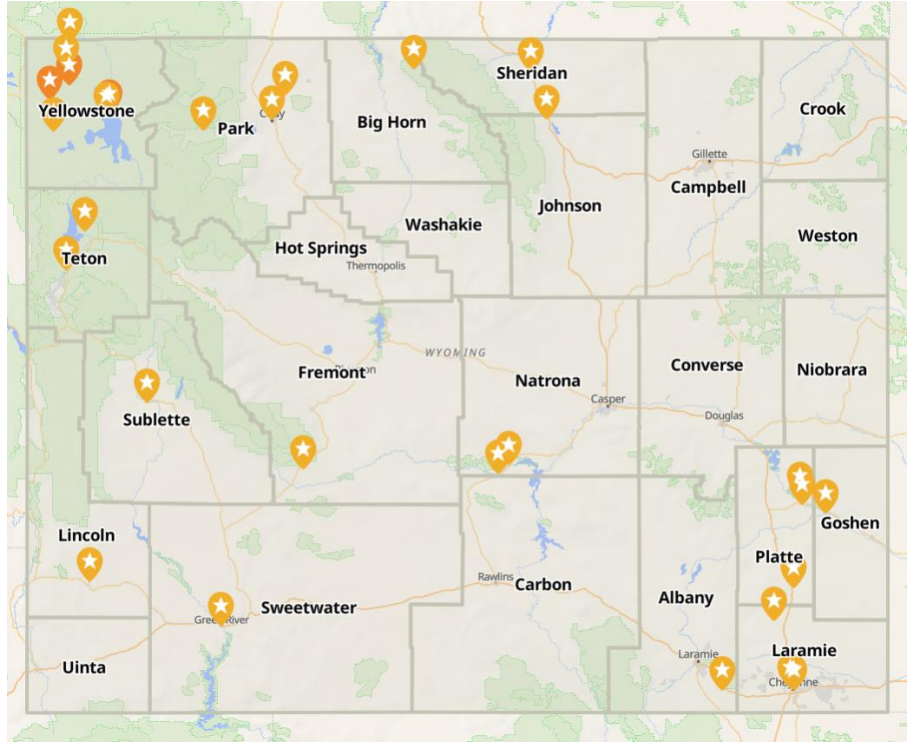 Sheridan
Yellowstone
Park
Big Horn
Crook
Gillette
Campbell
Johnson
Washakie
Weston
Hot Springs
Teton
Thermopolis
WYOMING
Fremont
Natrona
Converse
Niobrara
Casper
Sublette
Douglas
Goshen
Lincoln
Platte
Rawlins
Carbon
Albany
Sweetwater
Green River
Laramie
Laramie
Uinta
Cheyenne